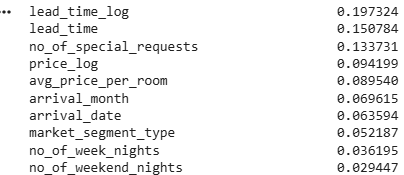 ••• lead_time_log 0.197324
lead_time 0.150784
no_of_special_requests 0.133731
price_log 0.094199
avg_price_per_room 0.089540
arrival_month 0.069615
arrival_date 0.063594
market_segment_type 0.052187
no_of_week_nights 0.036195
no_of_weekend_nights 0.029447